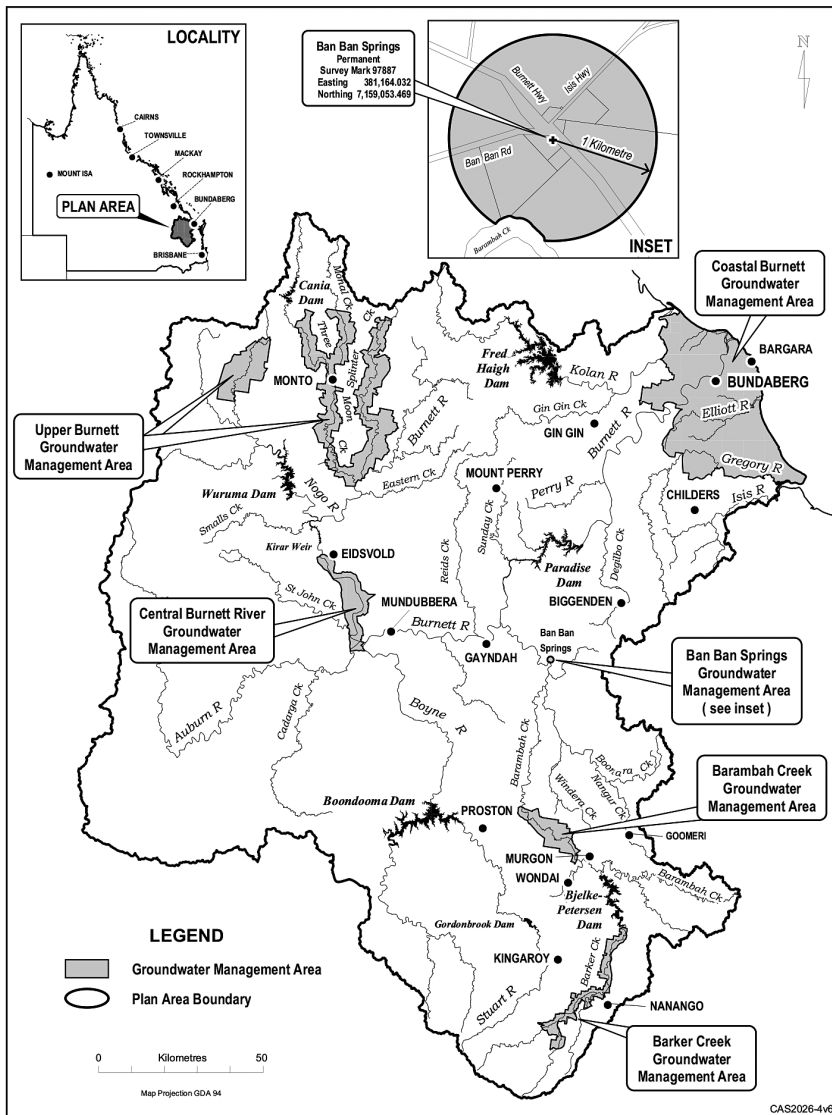 LOCALITY
CAIRNS
TOWNSVILLE
MACKAY
MOUNT ISA
ROCKHAMPTON
BUNDABERG
PLAN AREA
BRISBANE
Ban Ban Springs
Permanent
Survey Mark 97887
Easting 381,164.032
Northing 7,159,053.469
Burnett Hwy
Isis Hwy
Ban Ban Rd
1 Kilometre
Barambah Ck
INSET
N
Coastal Burnett
Groundwater
Management Area
Cania
Dam
Monal Ck
Three
Moon
Ck
Splinter
Ck
MONTO
Fred
Haigh
Dam
Kolan R
BARGARA
BUNDABERG
Elliott R
Gin Gin Ck
GIN GIN
Burnett R
Burnett R
Upper Burnett
Groundwater
Management Area
Gregory R
Eastern Ck
MOUNT PERRY
Wuruma Dam
Nogo R
Perry R
CHILDERS
Isis R
Smalls Ck
Sunday Ck
Kirar Weir
EIDSVOLD
Reids Ck
Paradise
Dam
Degilbo Ck
St John Ck
BIGGENDEN
Central Burnett River
Groundwater
Management Area
MUNDUBBERA
Burnett R
GAYNDAH
Ban Ban
Springs
Ban Ban Springs
Groundwater
Management Area
( see inset )
Auburn R
Cadarga Ck
Boyne R
Barambah Ck
Boonara Ck
Windera Ck
Nangur Ck
Barambah Creek
Groundwater
Management Area
Boondooma Dam
PROSTON
GOOMERI
MURGON
WONDAI
Barambah Ck
Bjelke-
Petersen
Dam
Gordonbrook Dam
LEGEND
Groundwater Management Area
Plan Area Boundary
KINGAROY
Barker Ck
Stuart R
NANANGO
Barker Creek
Groundwater
Management Area
0 Kilometres 50
Map Projection GDA 94
CAS2026-4v6